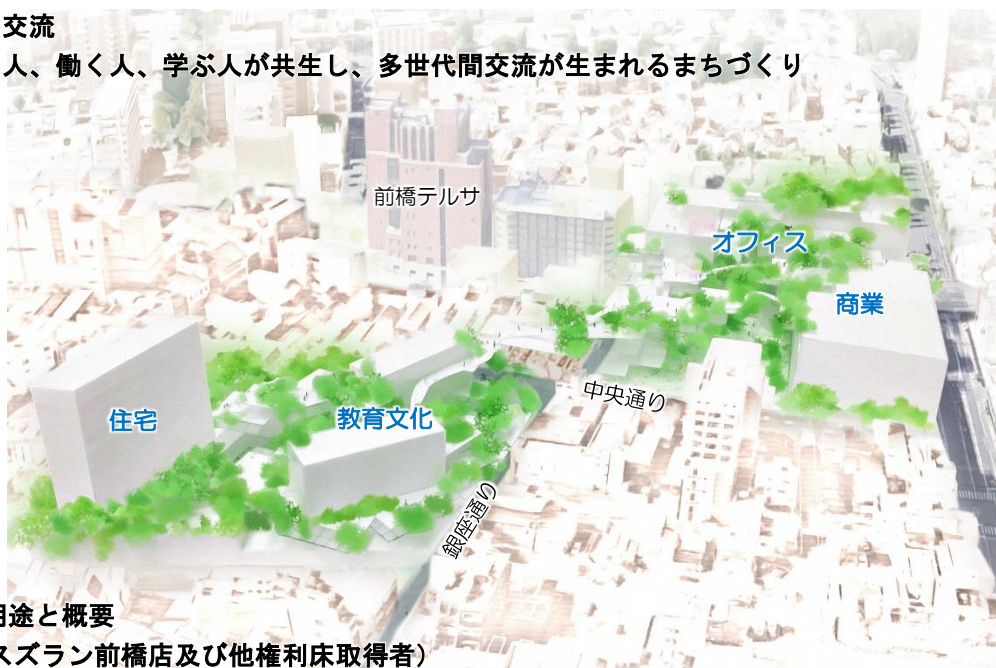 交流
人、働く人、学ぶ人が共生し、多世代間交流が生まれるまちづくり
前橋テルサ
オフィス
商業
中央通り
住宅
教育文化
銀座通り
途と概要
スズラン前橋店及び他権利床取得者）